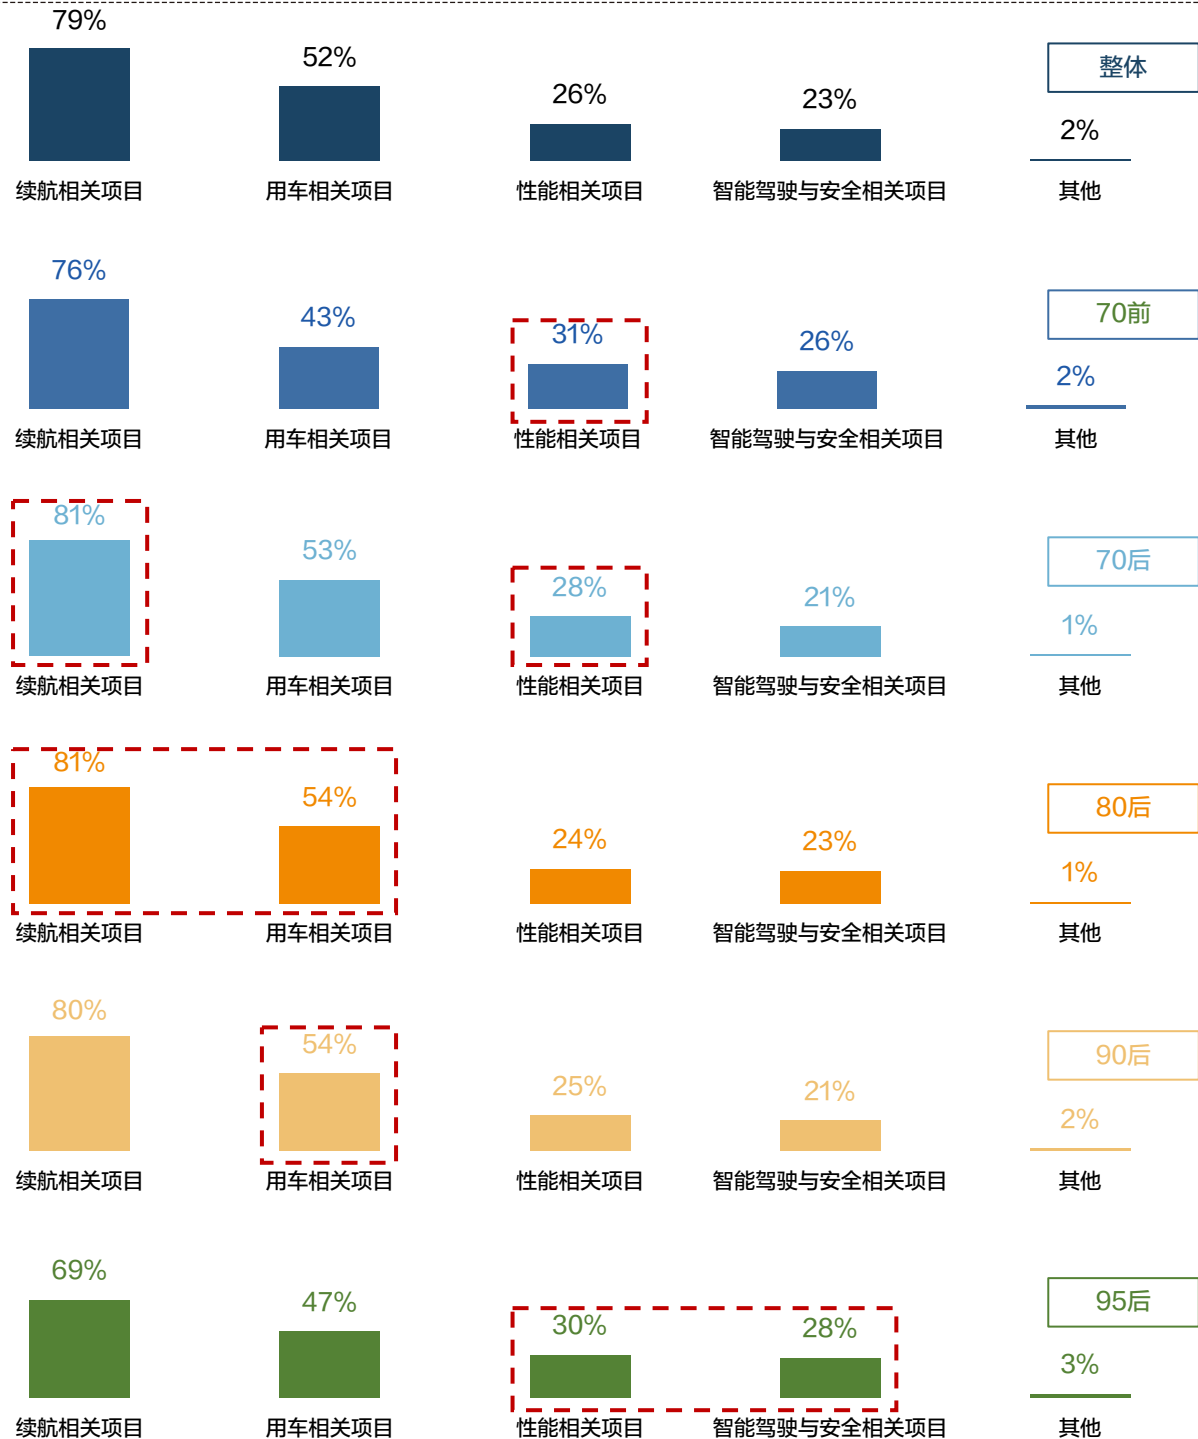 79%
52%
26%
23%
整体
2%
续航相关项目
用车相关项目
性能相关项目
智能驾驶与安全相关项目
其他
76%
43%
31%
26%
70前
2%
续航相关项目
用车相关项目
性能相关项目
智能驾驶与安全相关项目
其他
81%
53%
28%
21%
70后
1%
续航相关项目
用车相关项目
性能相关项目
智能驾驶与安全相关项目
其他
81%
54%
24%
23%
80后
1%
续航相关项目
用车相关项目
性能相关项目
智能驾驶与安全相关项目
其他
80%
54%
25%
21%
90后
2%
续航相关项目
用车相关项目
性能相关项目
智能驾驶与安全相关项目
其他
69%
47%
30%
28%
95后
3%
续航相关项目
用车相关项目
性能相关项目
智能驾驶与安全相关项目
其他